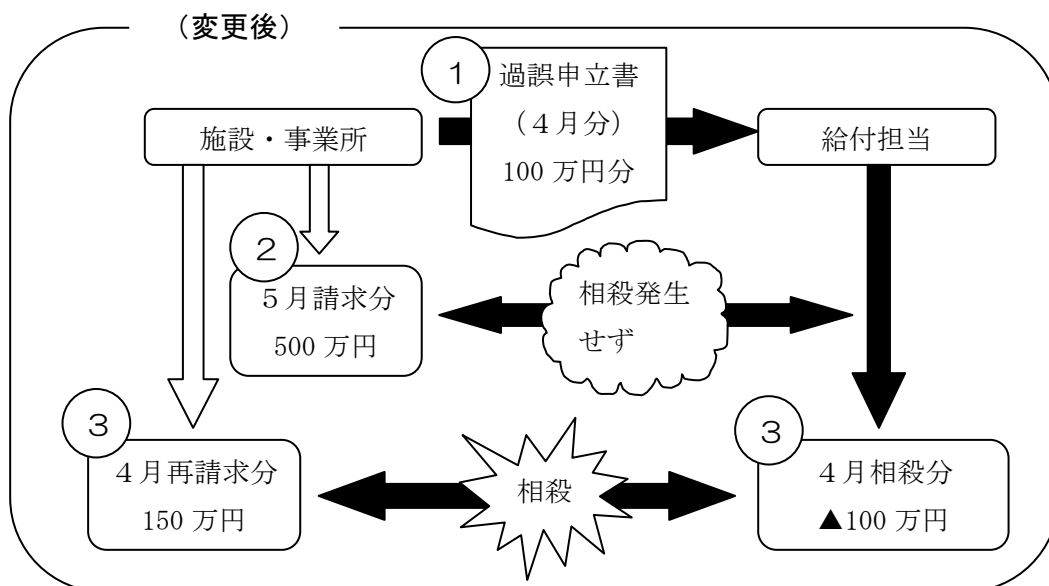 （変更後）
①
過誤申立書
（４月分）
100 万円分
施設・事業所
給付担当
②
５月請求分
500 万円
相殺発生
せず
③
４月再請求分
150 万円
相殺
③
４月相殺分
▲100 万円